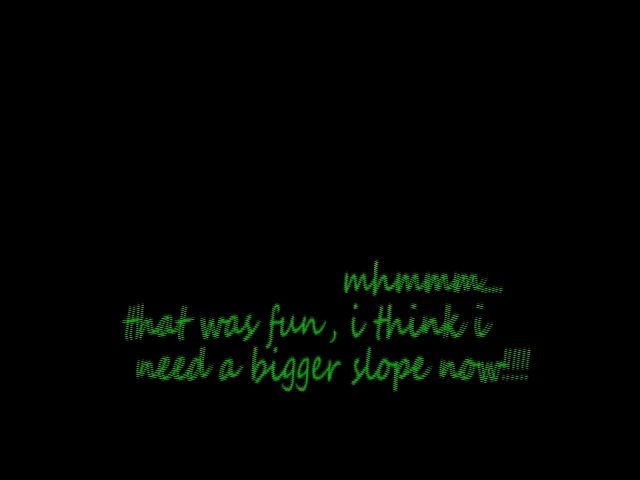 mhmmm...
that was fun, i think i
need a bigger slope now!!!!